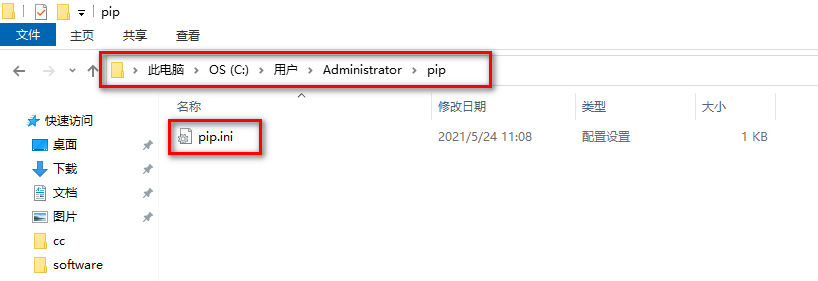 pip
文件 主页 共享 查看
此电脑 OS (C:) 用户 Administrator pip
名称 修改日期 类型 大小
快速访问
pip.ini 2021/5/24 11:08 配置设置 1 KB
桌面
下载
文档
图片
cc
software